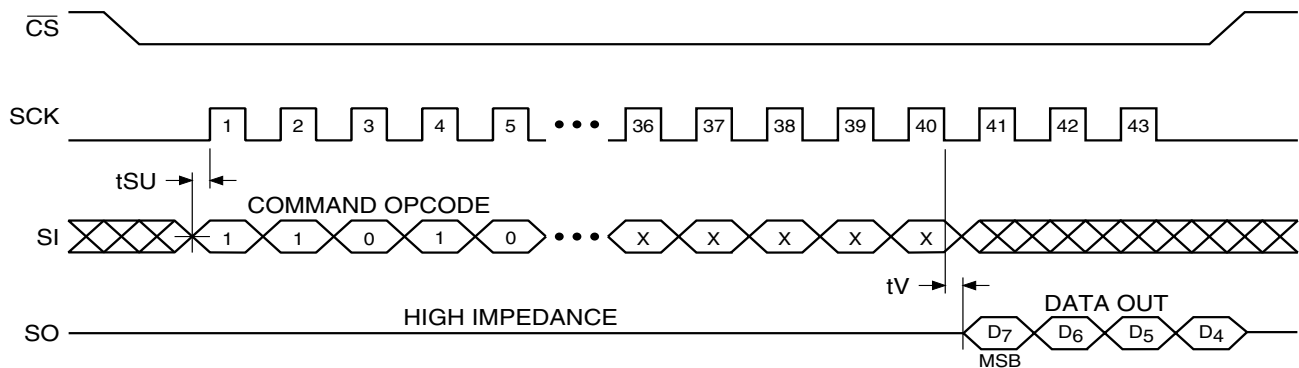 CS
SCK
1 2 3 4 5 ••• 36 37 38 39 40 41 42 43
tSU
COMMAND OPCODE
SI
1 1 0 1 0 ••• X X X X X
tV
HIGH IMPEDANCE
DATA OUT
SO
D7 D6 D5 D4
MSB